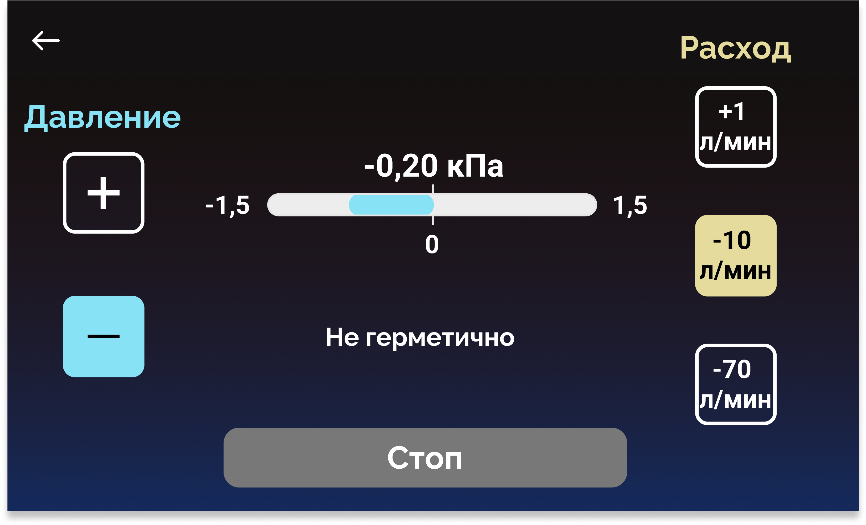 Расход
Давление
+1
л/мин
-0,20 кПа
-1,5
1,5
0
-10
л/мин
Не герметично
-70
л/мин
Стоп